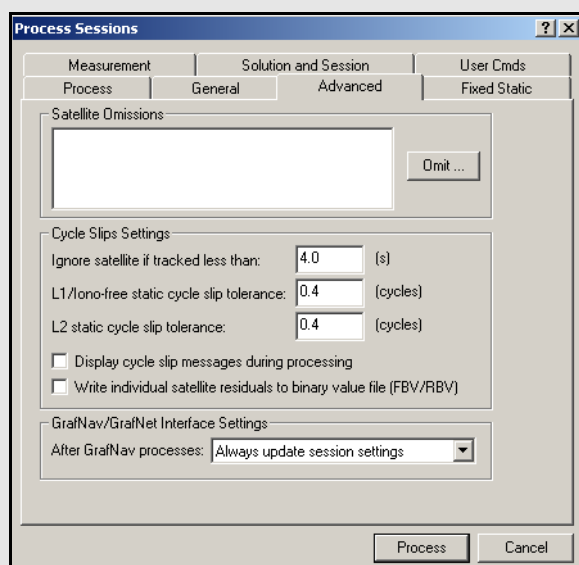 Process Sessions
Measurement Solution and Session User Cmds
Process General Advanced Fixed Static
Satellite Omissions
Omit ...
Cycle Slips Settings
Ignore satellite if tracked less than: 4.0 (s)
L1/Iono-free static cycle slip tolerance: 0.4 (cycles)
L2 static cycle slip tolerance: 0.4 (cycles)
Display cycle slip messages during processing
Write individual satellite residuals to binary value file (FBV/RBV)
GrafNav/GrafNet Interface Settings
After GrafNav processes: Always update session settings
Process Cancel